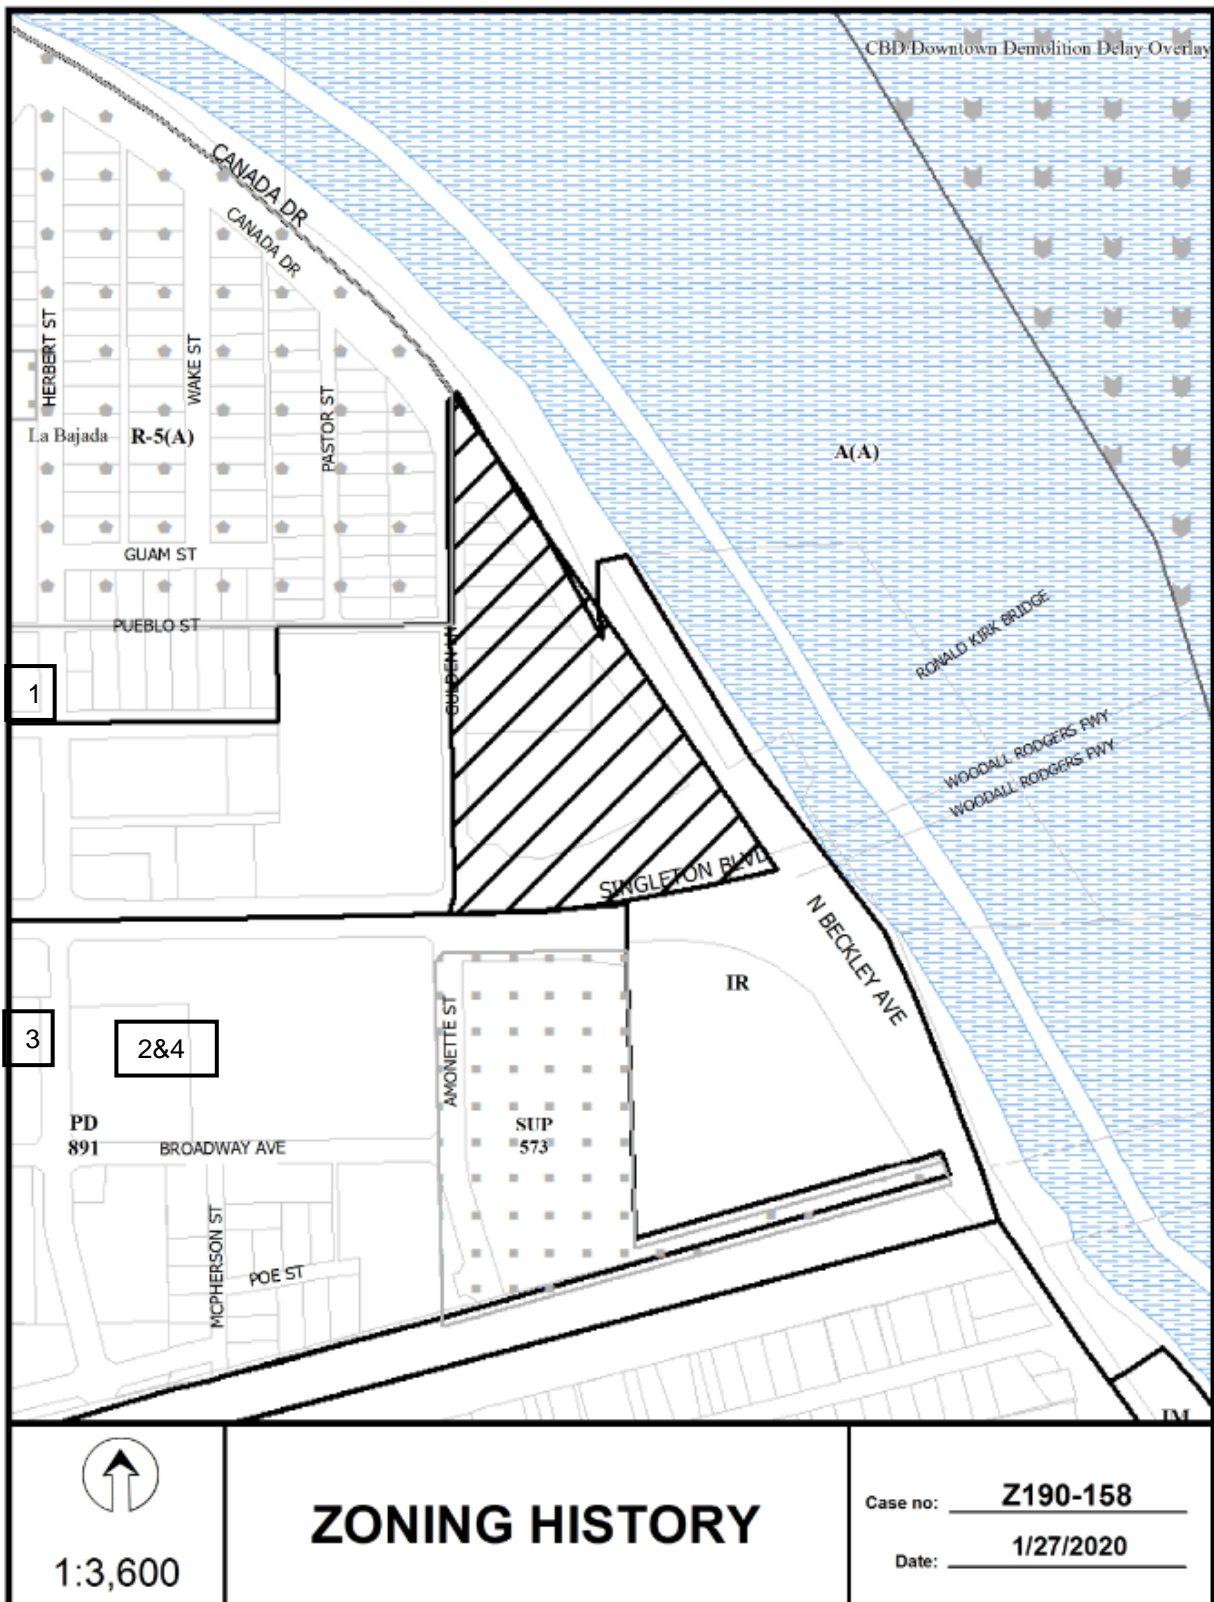 CBD/Downtown Demolition Delay Overlay
CANADA DR
CANADA DR
HERBERT ST
WAKE ST
PASTOR ST
La Bajada
R-5(A)
A(A)
GUAM ST
PUEBLO ST
RONALD KIRK BRIDGE
GULDEN LN
1
WOODALL RODGERS FWY
WOODALL RODGERS FWY
SINGLETON BLVD
N BECKLEY AVE
IR
AMONETTE ST
3
2&4
PD
891
SUP
573
BROADWAY AVE
MCPHERSON ST
POE ST
IM
1:3,600
ZONING HISTORY
Case no: Z190-158
Date: 1/27/2020